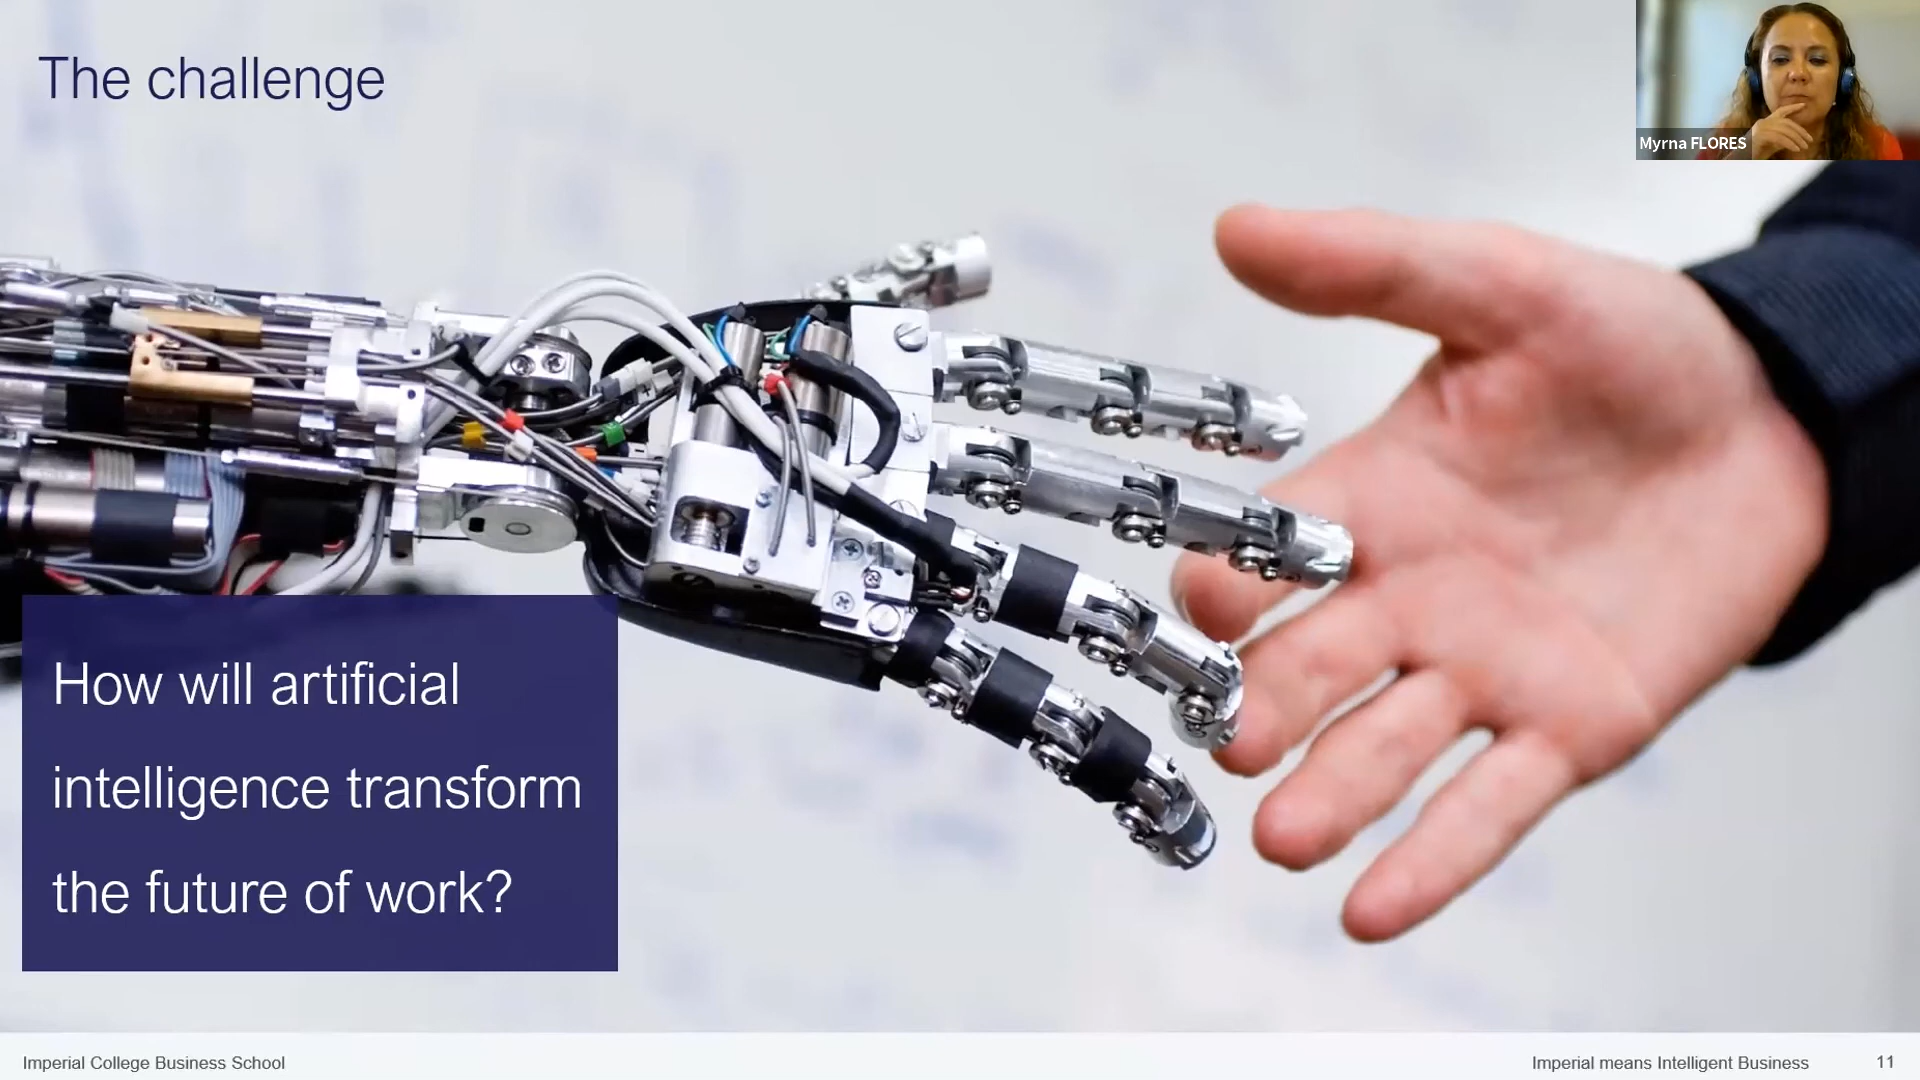 The challenge
Myrna FLORES
How will artificial
intelligence transform
the future of work?
Imperial College Business School
Imperial means Intelligent Business
11